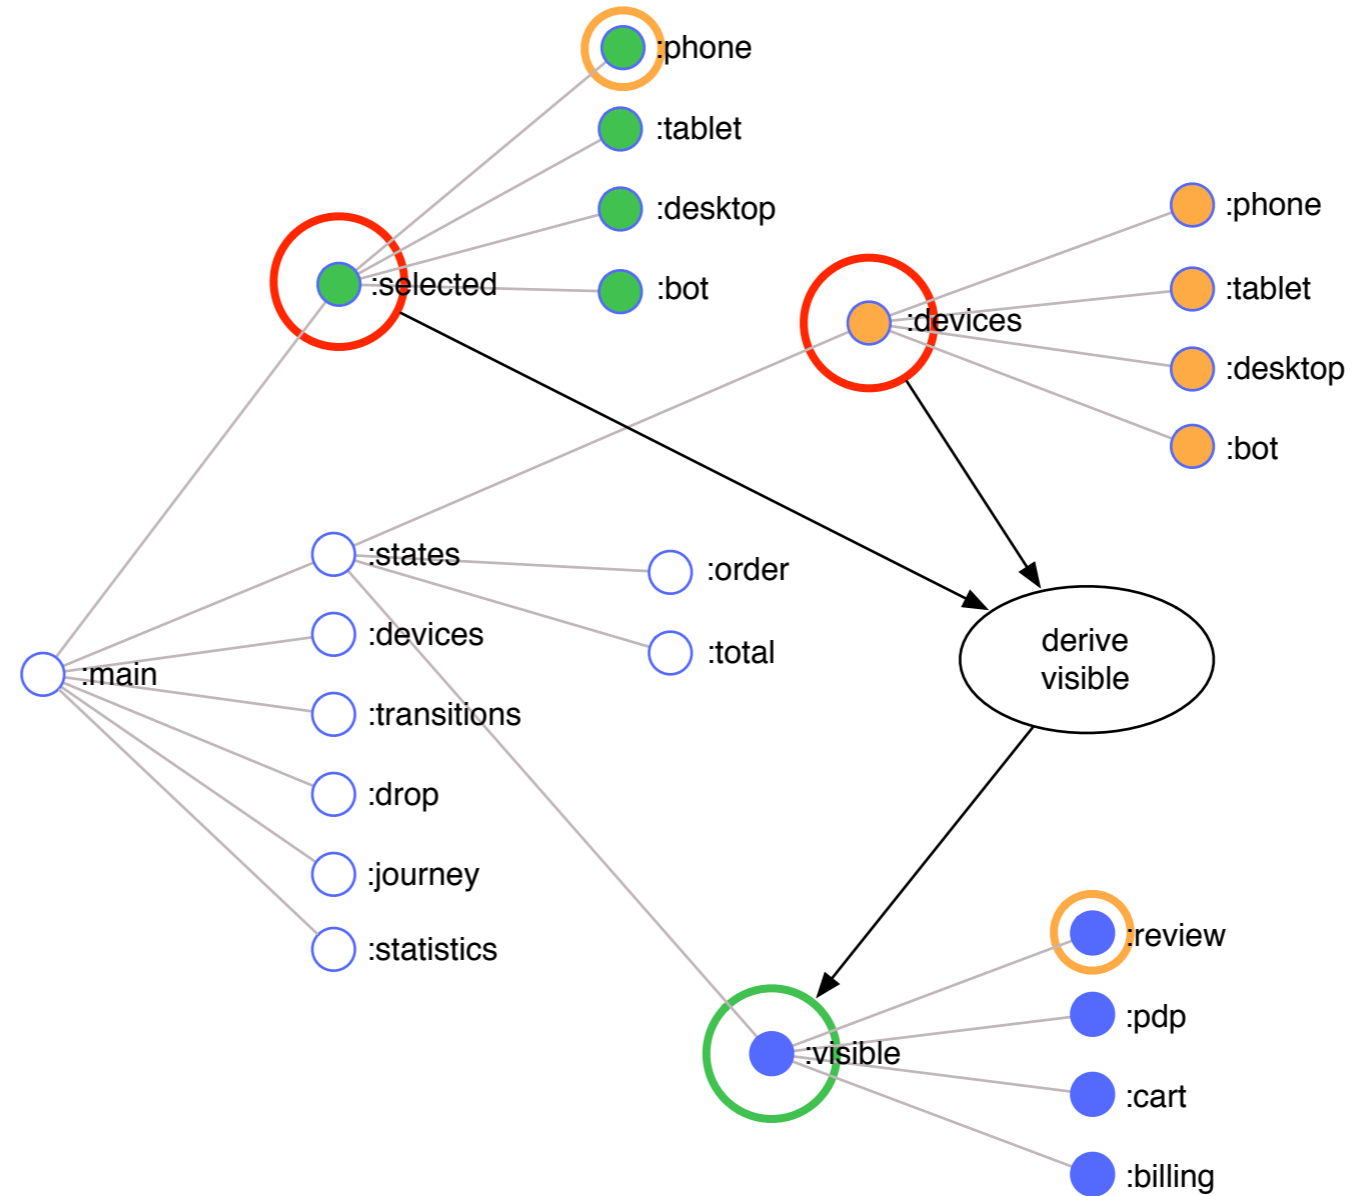 :phone
:tablet
:desktop
:bot
:selected
:phone
:tablet
:desktop
:bot
:devices
:states
:order
:total
:devices
:main
:transitions
:drop
:journey
:statistics
derive
visible
:review
:pdp
:visible
:cart
:billing